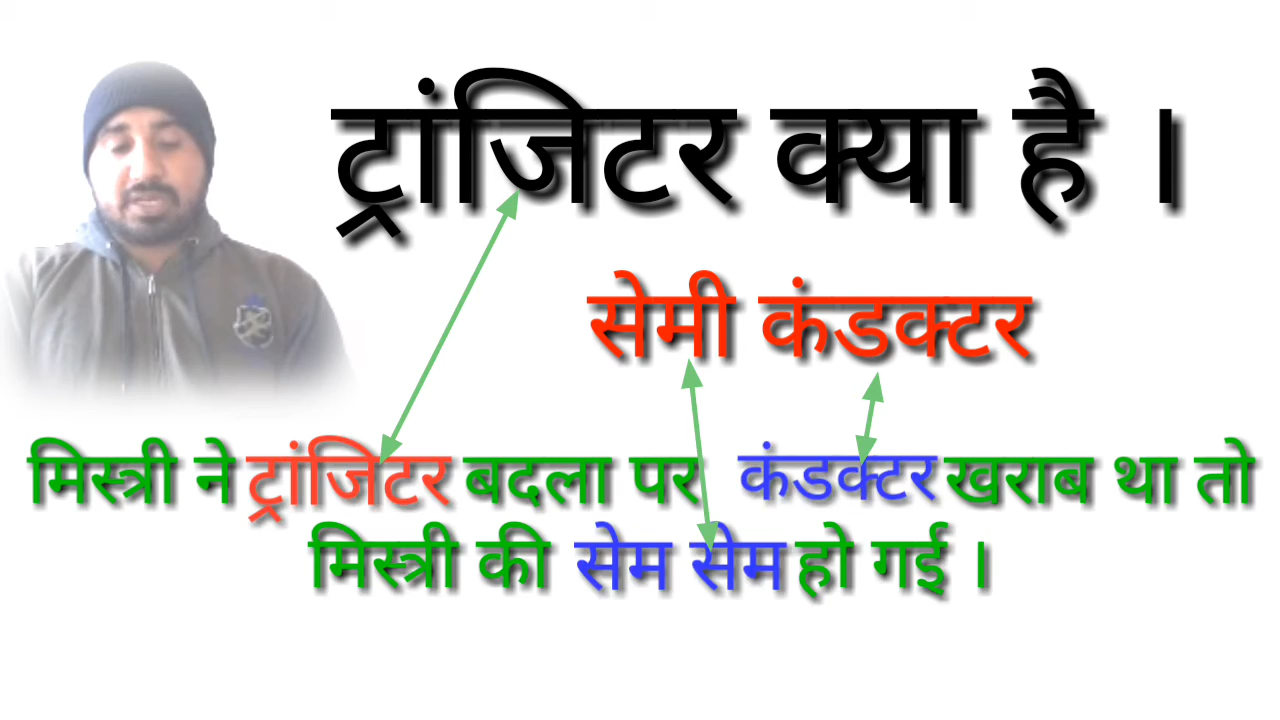 ट्रांजिटर क्या है ।
सेमी कंडक्टर
मिस्त्री ने ट्रांजिटर बदला पर कंडक्टर खराब था तो
मिस्त्री की सेम सेम हो गई ।